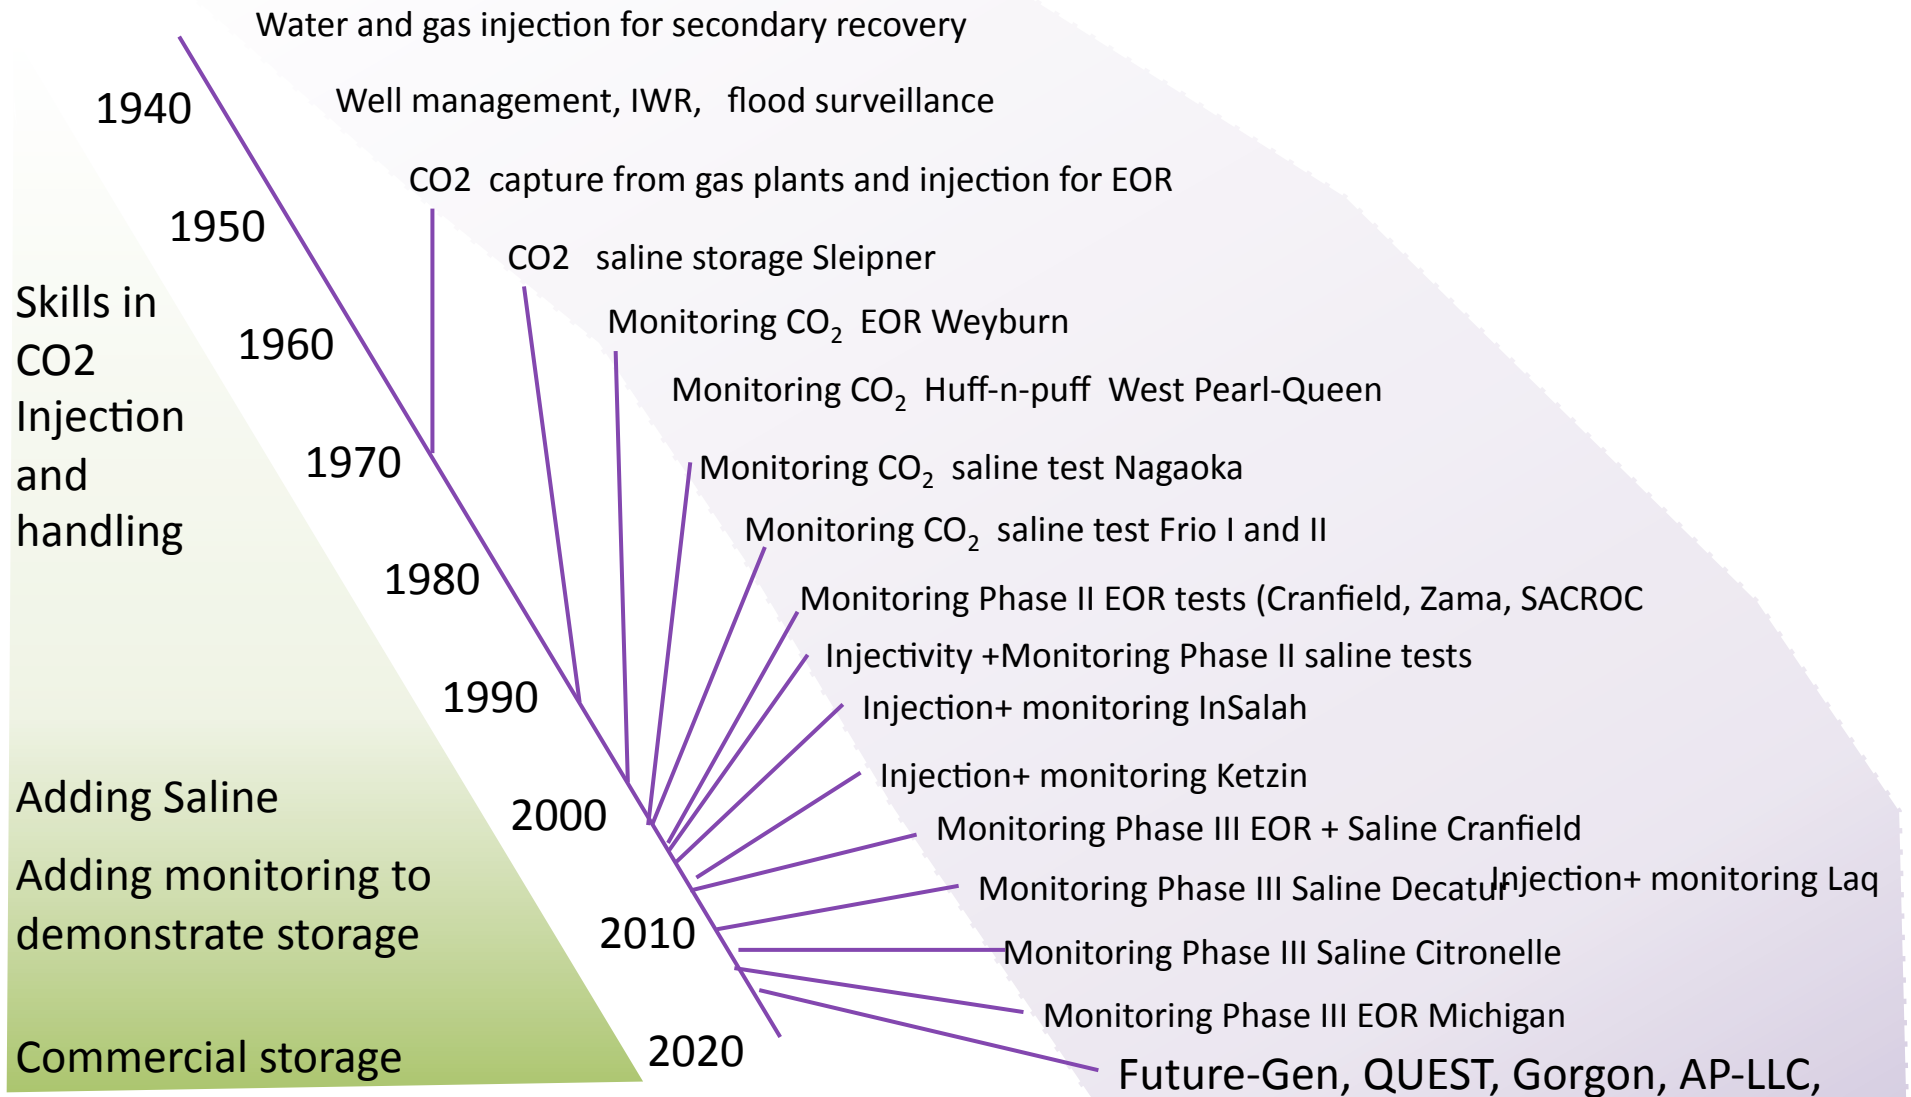 Water and gas injection for secondary recovery
1940
Well management, IWR, flood surveillance
CO2 capture from gas plants and injection for EOR
1950
CO2 saline storage Sleipner
Skills in
CO2
Injection
and
handling
1960
Monitoring CO₂ EOR Weyburn
Monitoring CO₂ Huff-n-puff West Pearl-Queen
1970
Monitoring CO₂ saline test Nagaoka
Monitoring CO₂ saline test Frio I and II
1980
Monitoring Phase II EOR tests (Cranfield, Zama, SACROC
Injectivity +Monitoring Phase II saline tests
1990
Injection+ monitoring InSalah
Injection+ monitoring Ketzin
Adding Saline
2000
Monitoring Phase III EOR + Saline Cranfield
Adding monitoring to
demonstrate storage
Monitoring Phase III Saline Decatur
Injection+ monitoring Laq
2010
Monitoring Phase III Saline Citronelle
Monitoring Phase III EOR Michigan
Commercial storage
2020
Future-Gen, QUEST, Gorgon, AP-LLC,